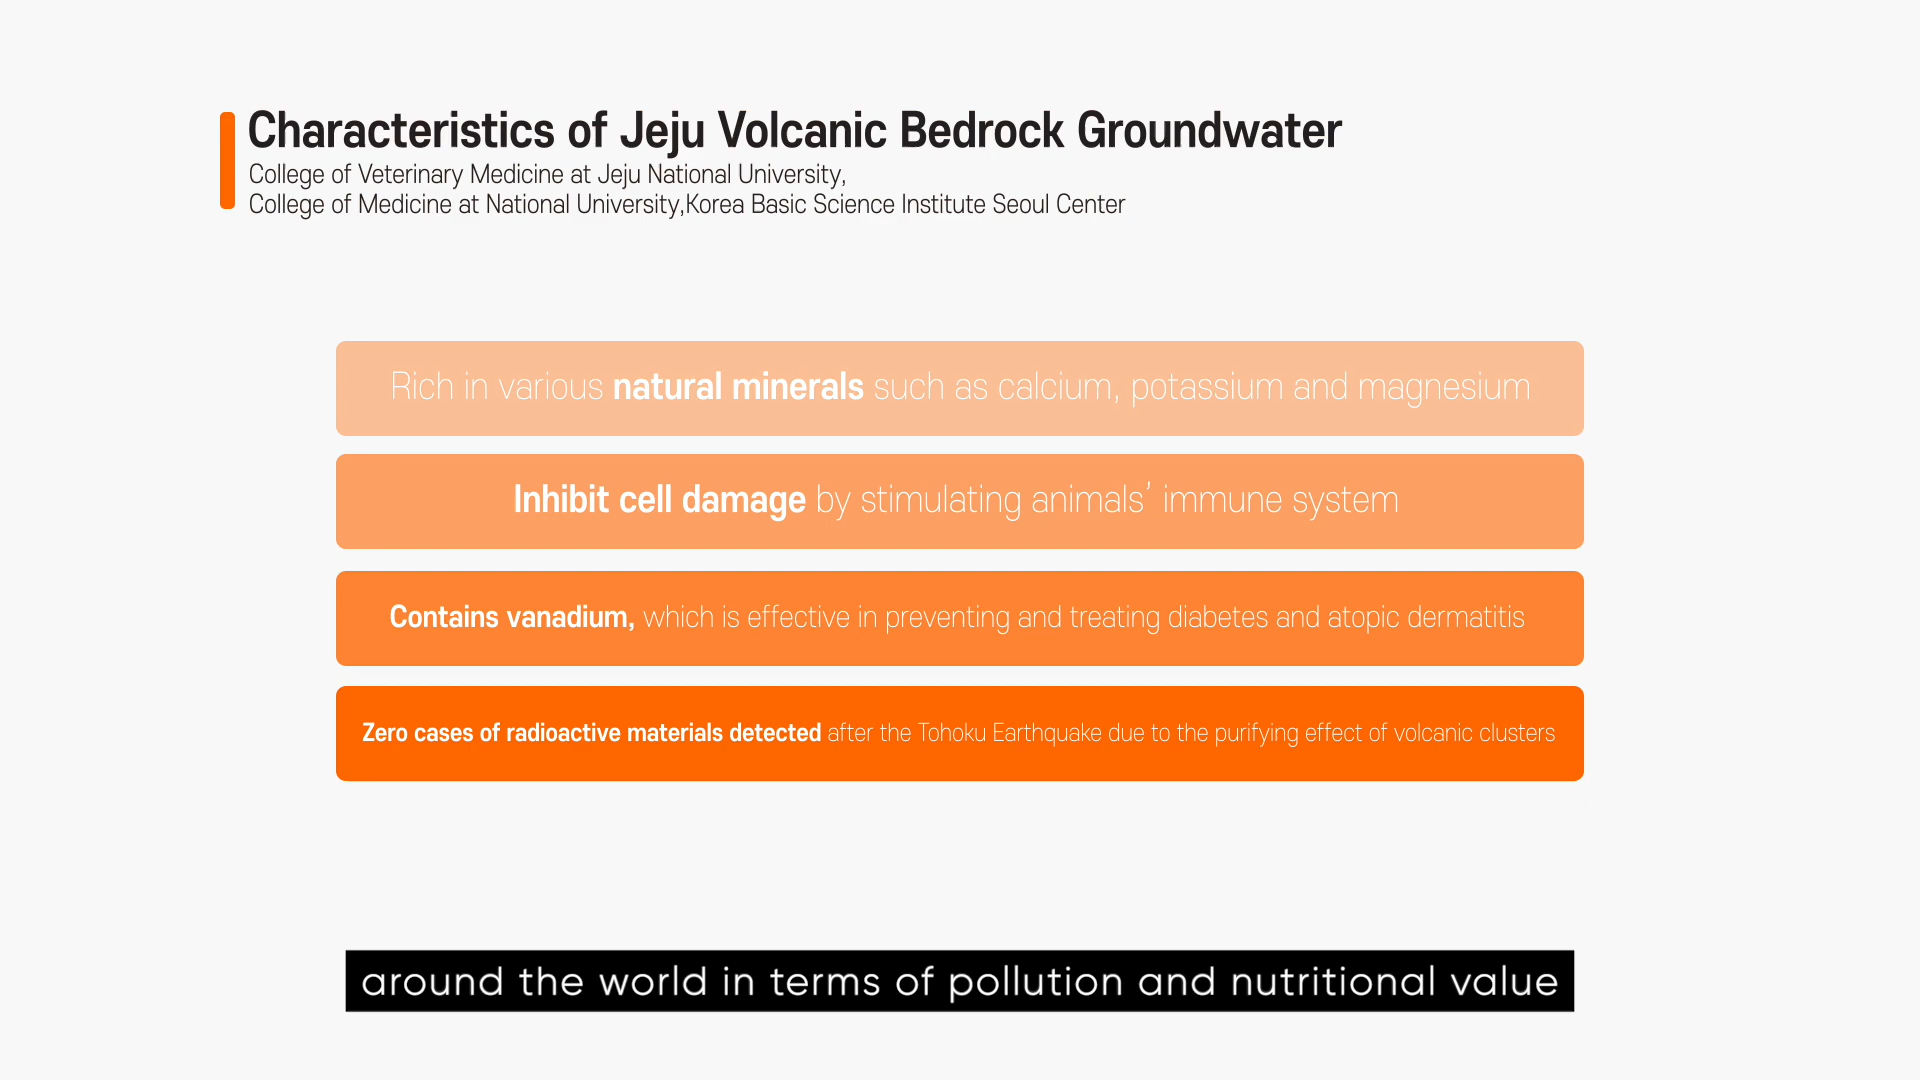 Characteristics of Jeju Volcanic Bedrock Groundwater
College of Veterinary Medicine at Jeju National University,
College of Medicine at National University,Korea Basic Science Institute Seoul Center
Rich in various natural minerals such as calcium, potassium and magnesium
Inhibit cell damage by stimulating animals’ immune system
Contains vanadium, which is effective in preventing and treating diabetes and atopic dermatitis
Zero cases of radioactive materials detected after the Tohoku Earthquake due to the purifying effect of volcanic clusters
around the world in terms of pollution and nutritional value